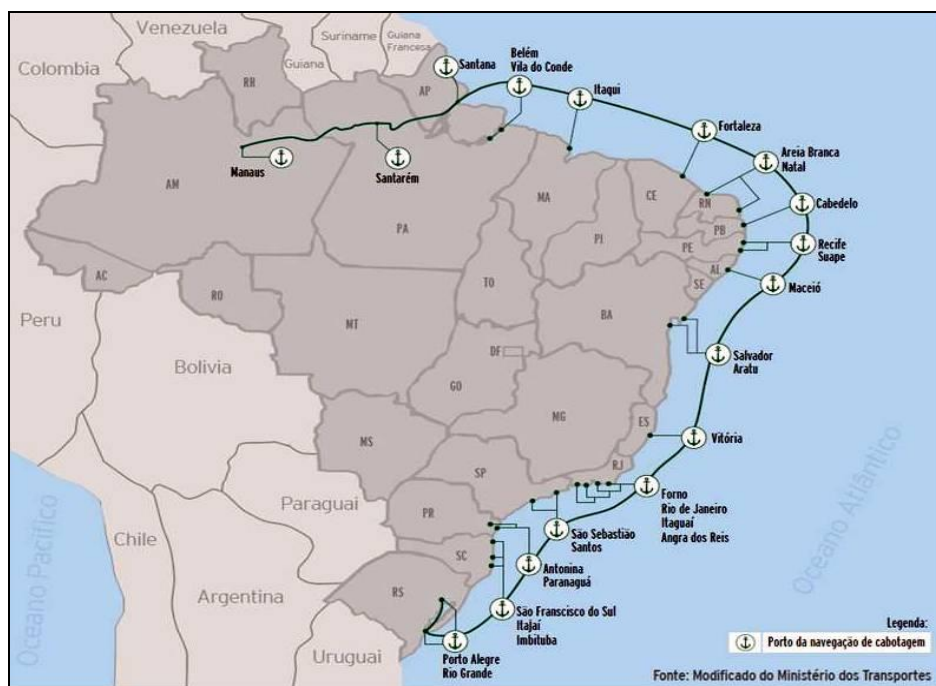 Venezuela
Suriname
Guiana
Francesa
Colombia
Guiana
RR
AP
Santana
Belém
Vila do Conde
Itaqui
Fortaleza
Areia Branca
Natal
Cabedelo
Recife
Suape
Maceió
Manaus
Santarém
AM
PA
MA
CE
RN
PB
PE
PI
AL
SE
AC
RO
TO
BA
MT
DF
GO
Peru
Bolivia
Salvador
Aratu
MG
ES
MS
Vitória
SP
RJ
Paraguai
PR
Forno
Rio de Janeiro
Itaguaí
Angra dos Reis
São Sebastião
Santos
SC
Antonina
Paranaguá
RS
São Franscisco do Sul
Itajaí
Imbituba
Chile
Argentina
Uruguai
Porto Alegre
Rio Grande
Oceano Pacífico
Oceano Atlântico
Legenda:
Porto da navegação de cabotagem
Fonte: Modificado do Ministério dos Transportes